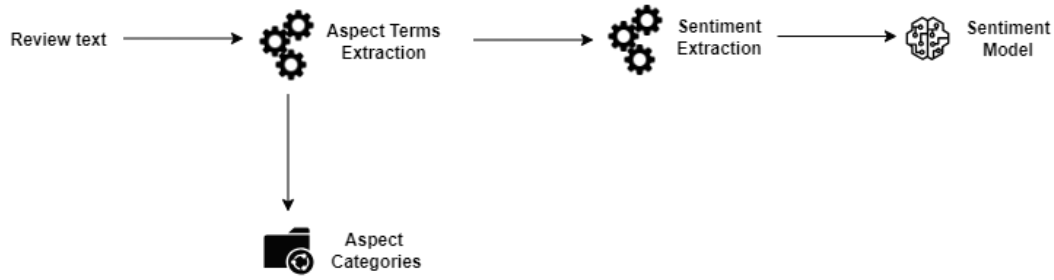 Review text
Aspect Terms
Extraction
Sentiment
Extraction
Sentiment
Model
Aspect
Categories